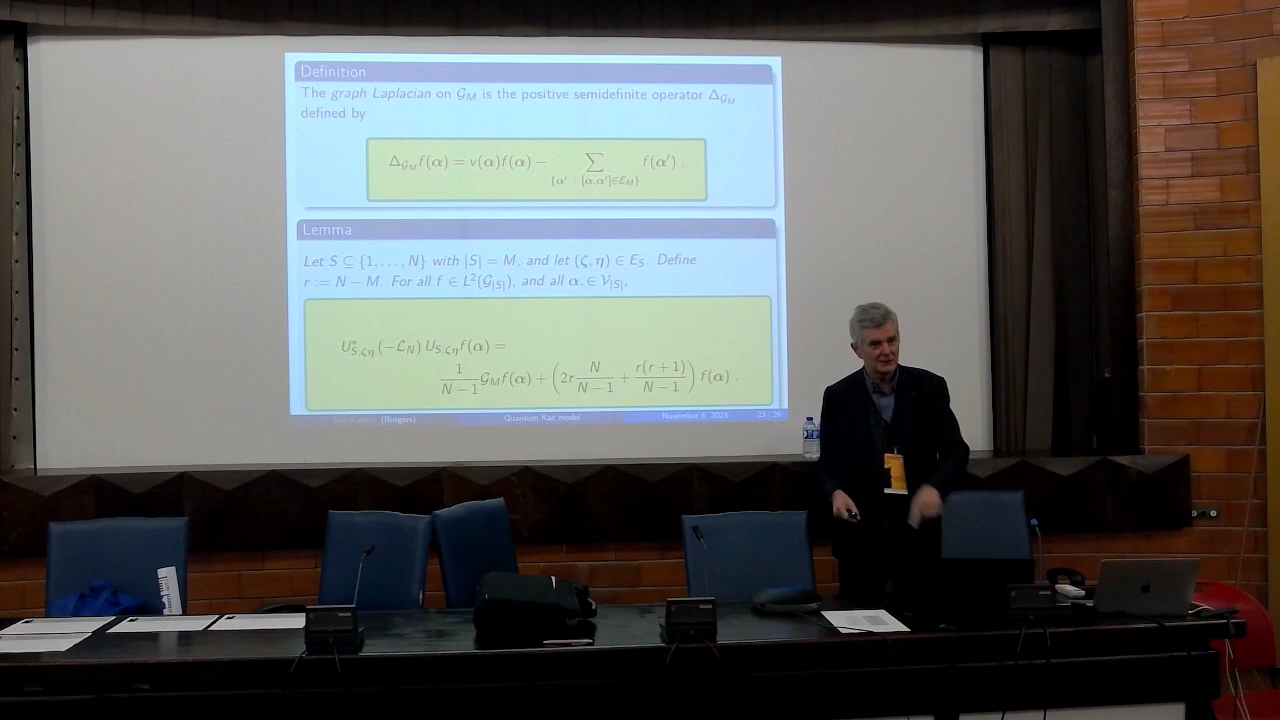 Definition
The graph Laplacian on 𝒢_M is the positive semidefinite operator Δ_{𝒢_M}
defined by
Δ_{𝒢_M} f(α) = v(α)f(α) − ∑_{{α′ : [α,α′]∈ℰ_M}} f(α′) .
Lemma
Let S ⊆ {1, . . . , N} with |S| = M, and let (ζ, η) ∈ E_S. Define
r := N − M. For all f ∈ L²(𝒢_{|S|}), and all α, ∈ 𝒱_{|S|},
U*_{S,ζη}(−ℒ_N) U_{S,ζη} f(α) =
1/(N−1) 𝒢_M f(α) + (2r N/(N−1) + r(r+1)/(N−1)) f(α) .
(Rutgers) Quantum Kac model November 6, 2023 23 / 26